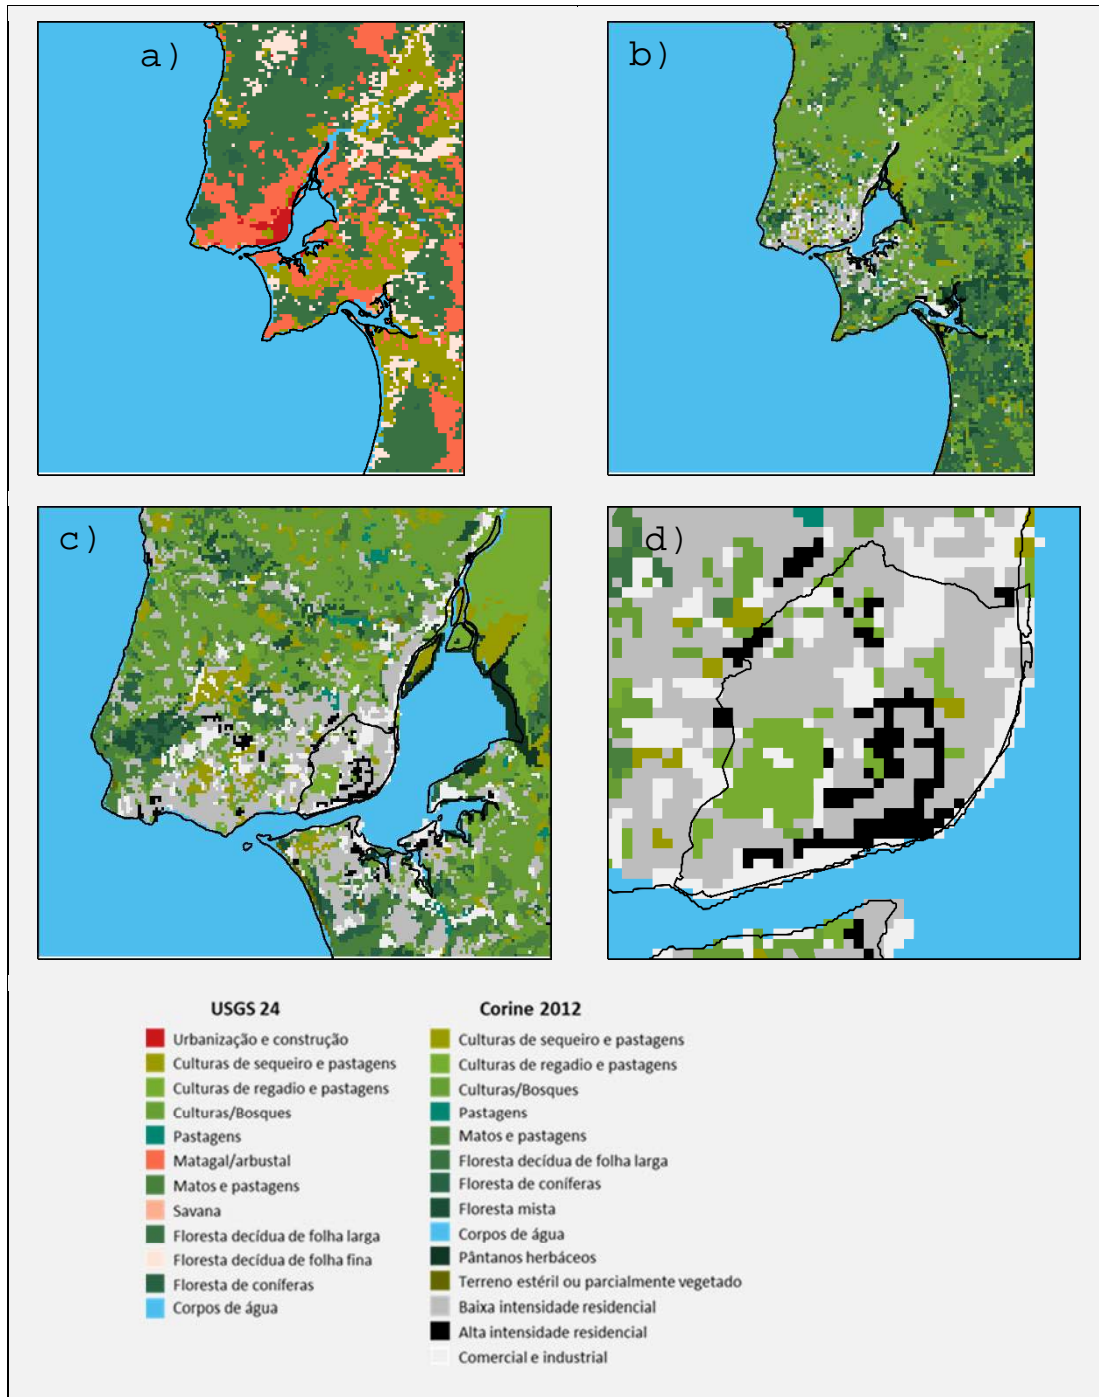 a)
b)
c)
d)
USGS 24
Urbanização e construção
Culturas de sequeiro e pastagens
Culturas de regadio e pastagens
Culturas/Bosques
Pastagens
Matagal/arbustal
Matos e pastagens
Savana
Floresta decídua de folha larga
Floresta decídua de folha fina
Floresta de coníferas
Corpos de água
Corine 2012
Culturas de sequeiro e pastagens
Culturas de regadio e pastagens
Culturas/Bosques
Pastagens
Matos e pastagens
Floresta decídua de folha larga
Floresta de coníferas
Floresta mista
Corpos de água
Pântanos herbáceos
Terreno estéril ou parcialmente vegetado
Baixa intensidade residencial
Alta intensidade residencial
Comercial e industrial